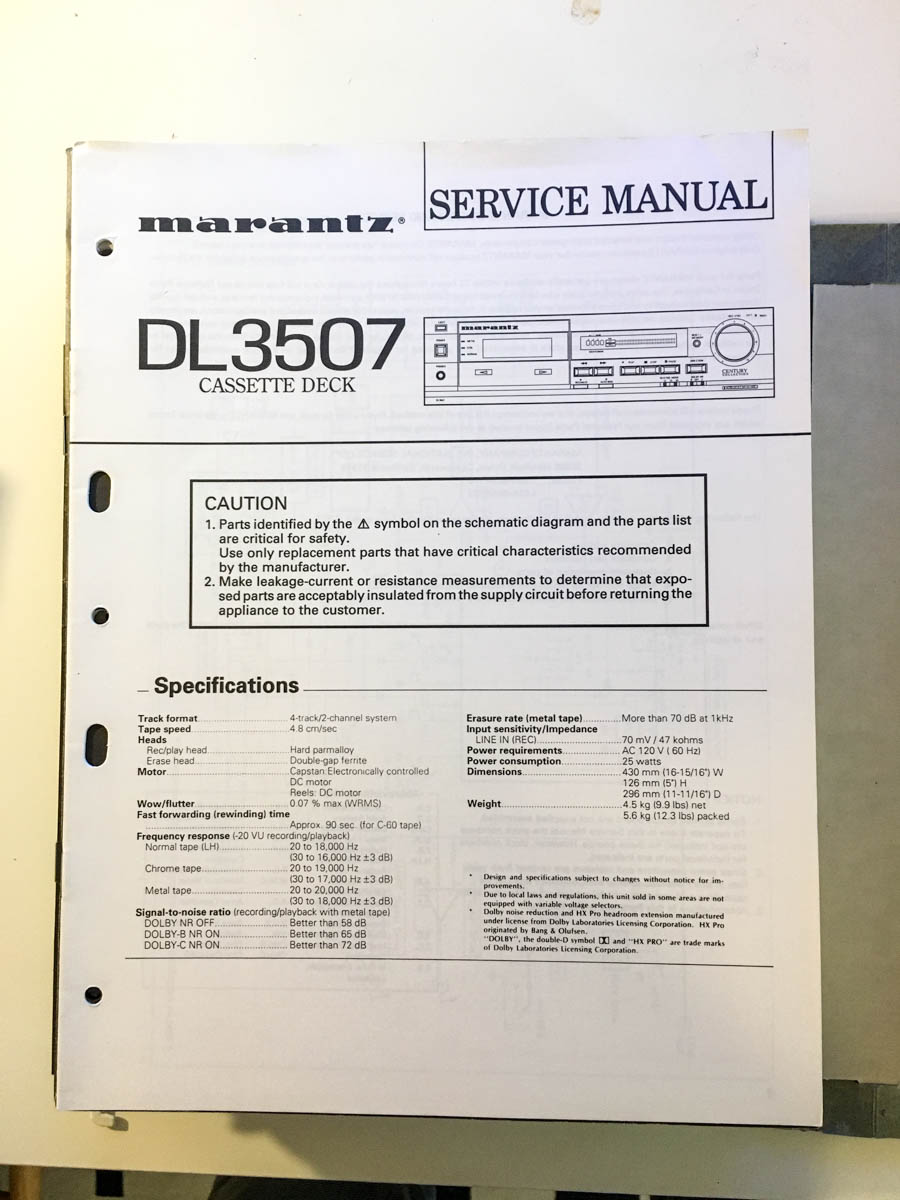 SERVICE MANUAL
marantz®
DL3507
CASSETTE DECK
marantz
CENTURY
CAUTION
1. Parts identified by the ⚠ symbol on the schematic diagram and the parts list
are critical for safety.
Use only replacement parts that have critical characteristics recommended
by the manufacturer.
2. Make leakage-current or resistance measurements to determine that expo-
sed parts are acceptably insulated from the supply circuit before returning the
appliance to the customer.
Specifications
Track format..........4-track/2-channel system
Tape speed..........4.8 cm/sec
Heads
Rec/play head..........Hard parmalloy
Erase head..........Double-gap ferrite
Motor..........Capstan:Electronically controlled
DC motor
Reels: DC motor
Wow/flutter..........0.07 % max (WRMS)
Fast forwarding (rewinding) time
..........Approx. 90 sec. (for C-60 tape)
Frequency response (-20 VU recording/playback)
Normal tape (LH)..........20 to 18,000 Hz
(30 to 16,000 Hz ±3 dB)
Chrome tape..........20 to 19,000 Hz
(30 to 17,000 Hz ±3 dB)
Metal tape..........20 to 20,000 Hz
(30 to 18,000 Hz ±3 dB)
Signal-to-noise ratio (recording/playback with metal tape)
DOLBY NR OFF..........Better than 58 dB
DOLBY-B NR ON..........Better than 65 dB
DOLBY-C NR ON..........Better than 72 dB
Erasure rate (metal tape)..........More than 70 dB at 1kHz
Input sensitivity/Impedance
LINE IN (REC)..........70 mV / 47 kohms
Power requirements..........AC 120 V ( 60 Hz)
Power consumption..........25 watts
Dimensions..........430 mm (16-15/16") W
126 mm (5") H
296 mm (11-11/16") D
Weight..........4.5 kg (9.9 lbs) net
5.6 kg (12.3 lbs) packed
* Design and specifications subject to changes without notice for im-
provements.
* Due to local laws and regulations, this unit sold in some areas are not
equipped with variable voltage selectors.
* Dolby noise reduction and HX Pro headroom extension manufactured
under license from Dolby Laboratories Licensing Corporation. HX Pro
originated by Bang & Olufsen.
"DOLBY", the double-D symbol and "HX PRO" are trade marks
of Dolby Laboratories Licensing Corporation.